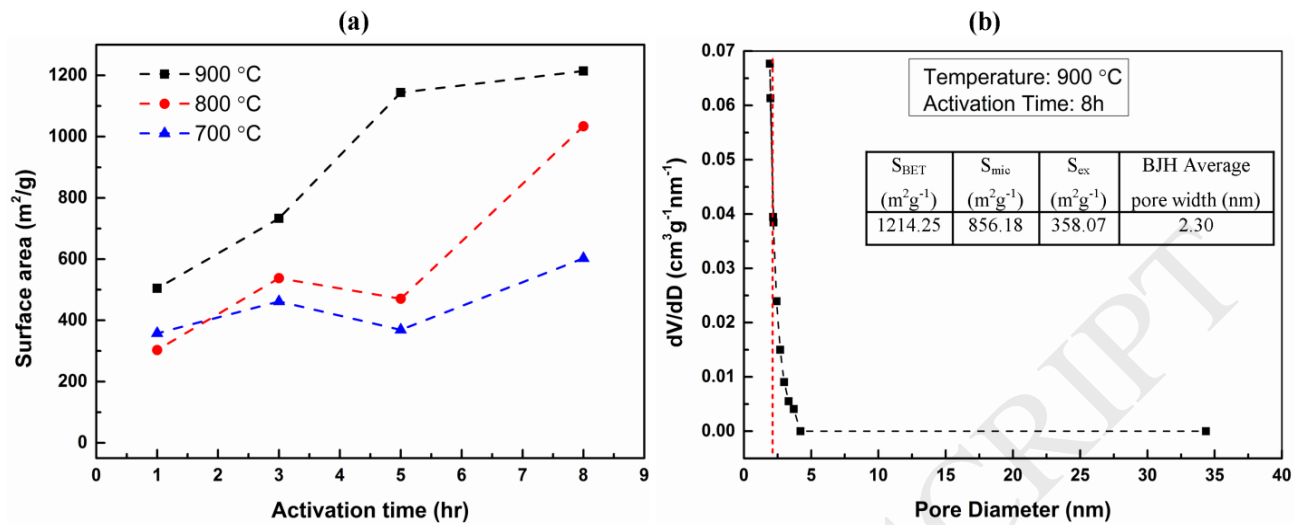 (a)
1200
1000
800
600
400
200
0
0 1 2 3 4 5 6 7 8 9
Surface area (m²/g)
Activation time (hr)
900 °C
800 °C
700 °C
(b)
0.07
0.06
0.05
0.04
0.03
0.02
0.01
0.00
0 5 10 15 20 25 30 35 40
dV/dD (cm³g⁻¹nm⁻¹)
Pore Diameter (nm)
Temperature: 900 °C
Activation Time: 8h
S_BET S_mic S_ex BJH Average
(m²g⁻¹) (m²g⁻¹) (m²g⁻¹) pore width (nm)
1214.25 856.18 358.07 2.30
CRIPT